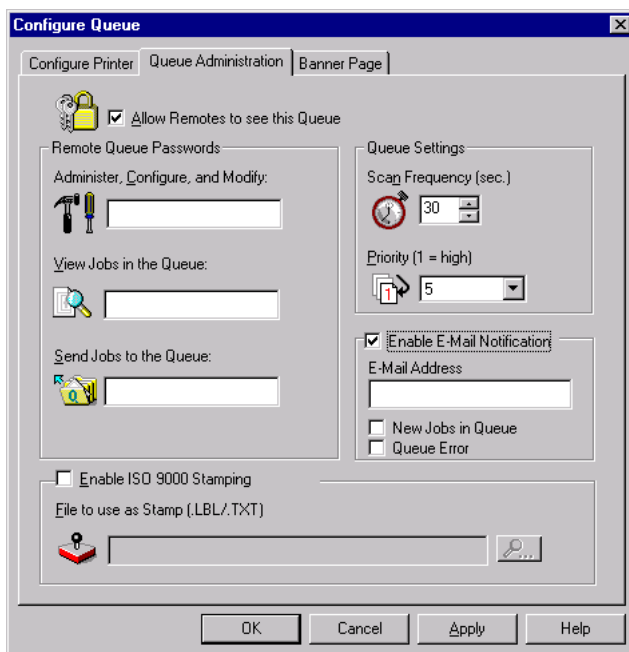 Configure Queue
Configure Printer
Queue Administration
Banner Page
Allow Remotes to see this Queue
Remote Queue Passwords
Administer, Configure, and Modify:
View Jobs in the Queue:
Send Jobs to the Queue:
Queue Settings
Scan Frequency (sec.)
30
Priority (1 = high)
1
5
Enable E-Mail Notification
E-Mail Address
New Jobs in Queue
Queue Error
Enable ISO 9000 Stamping
File to use as Stamp (.LBL/.TXT)
...
OK
Cancel
Apply
Help